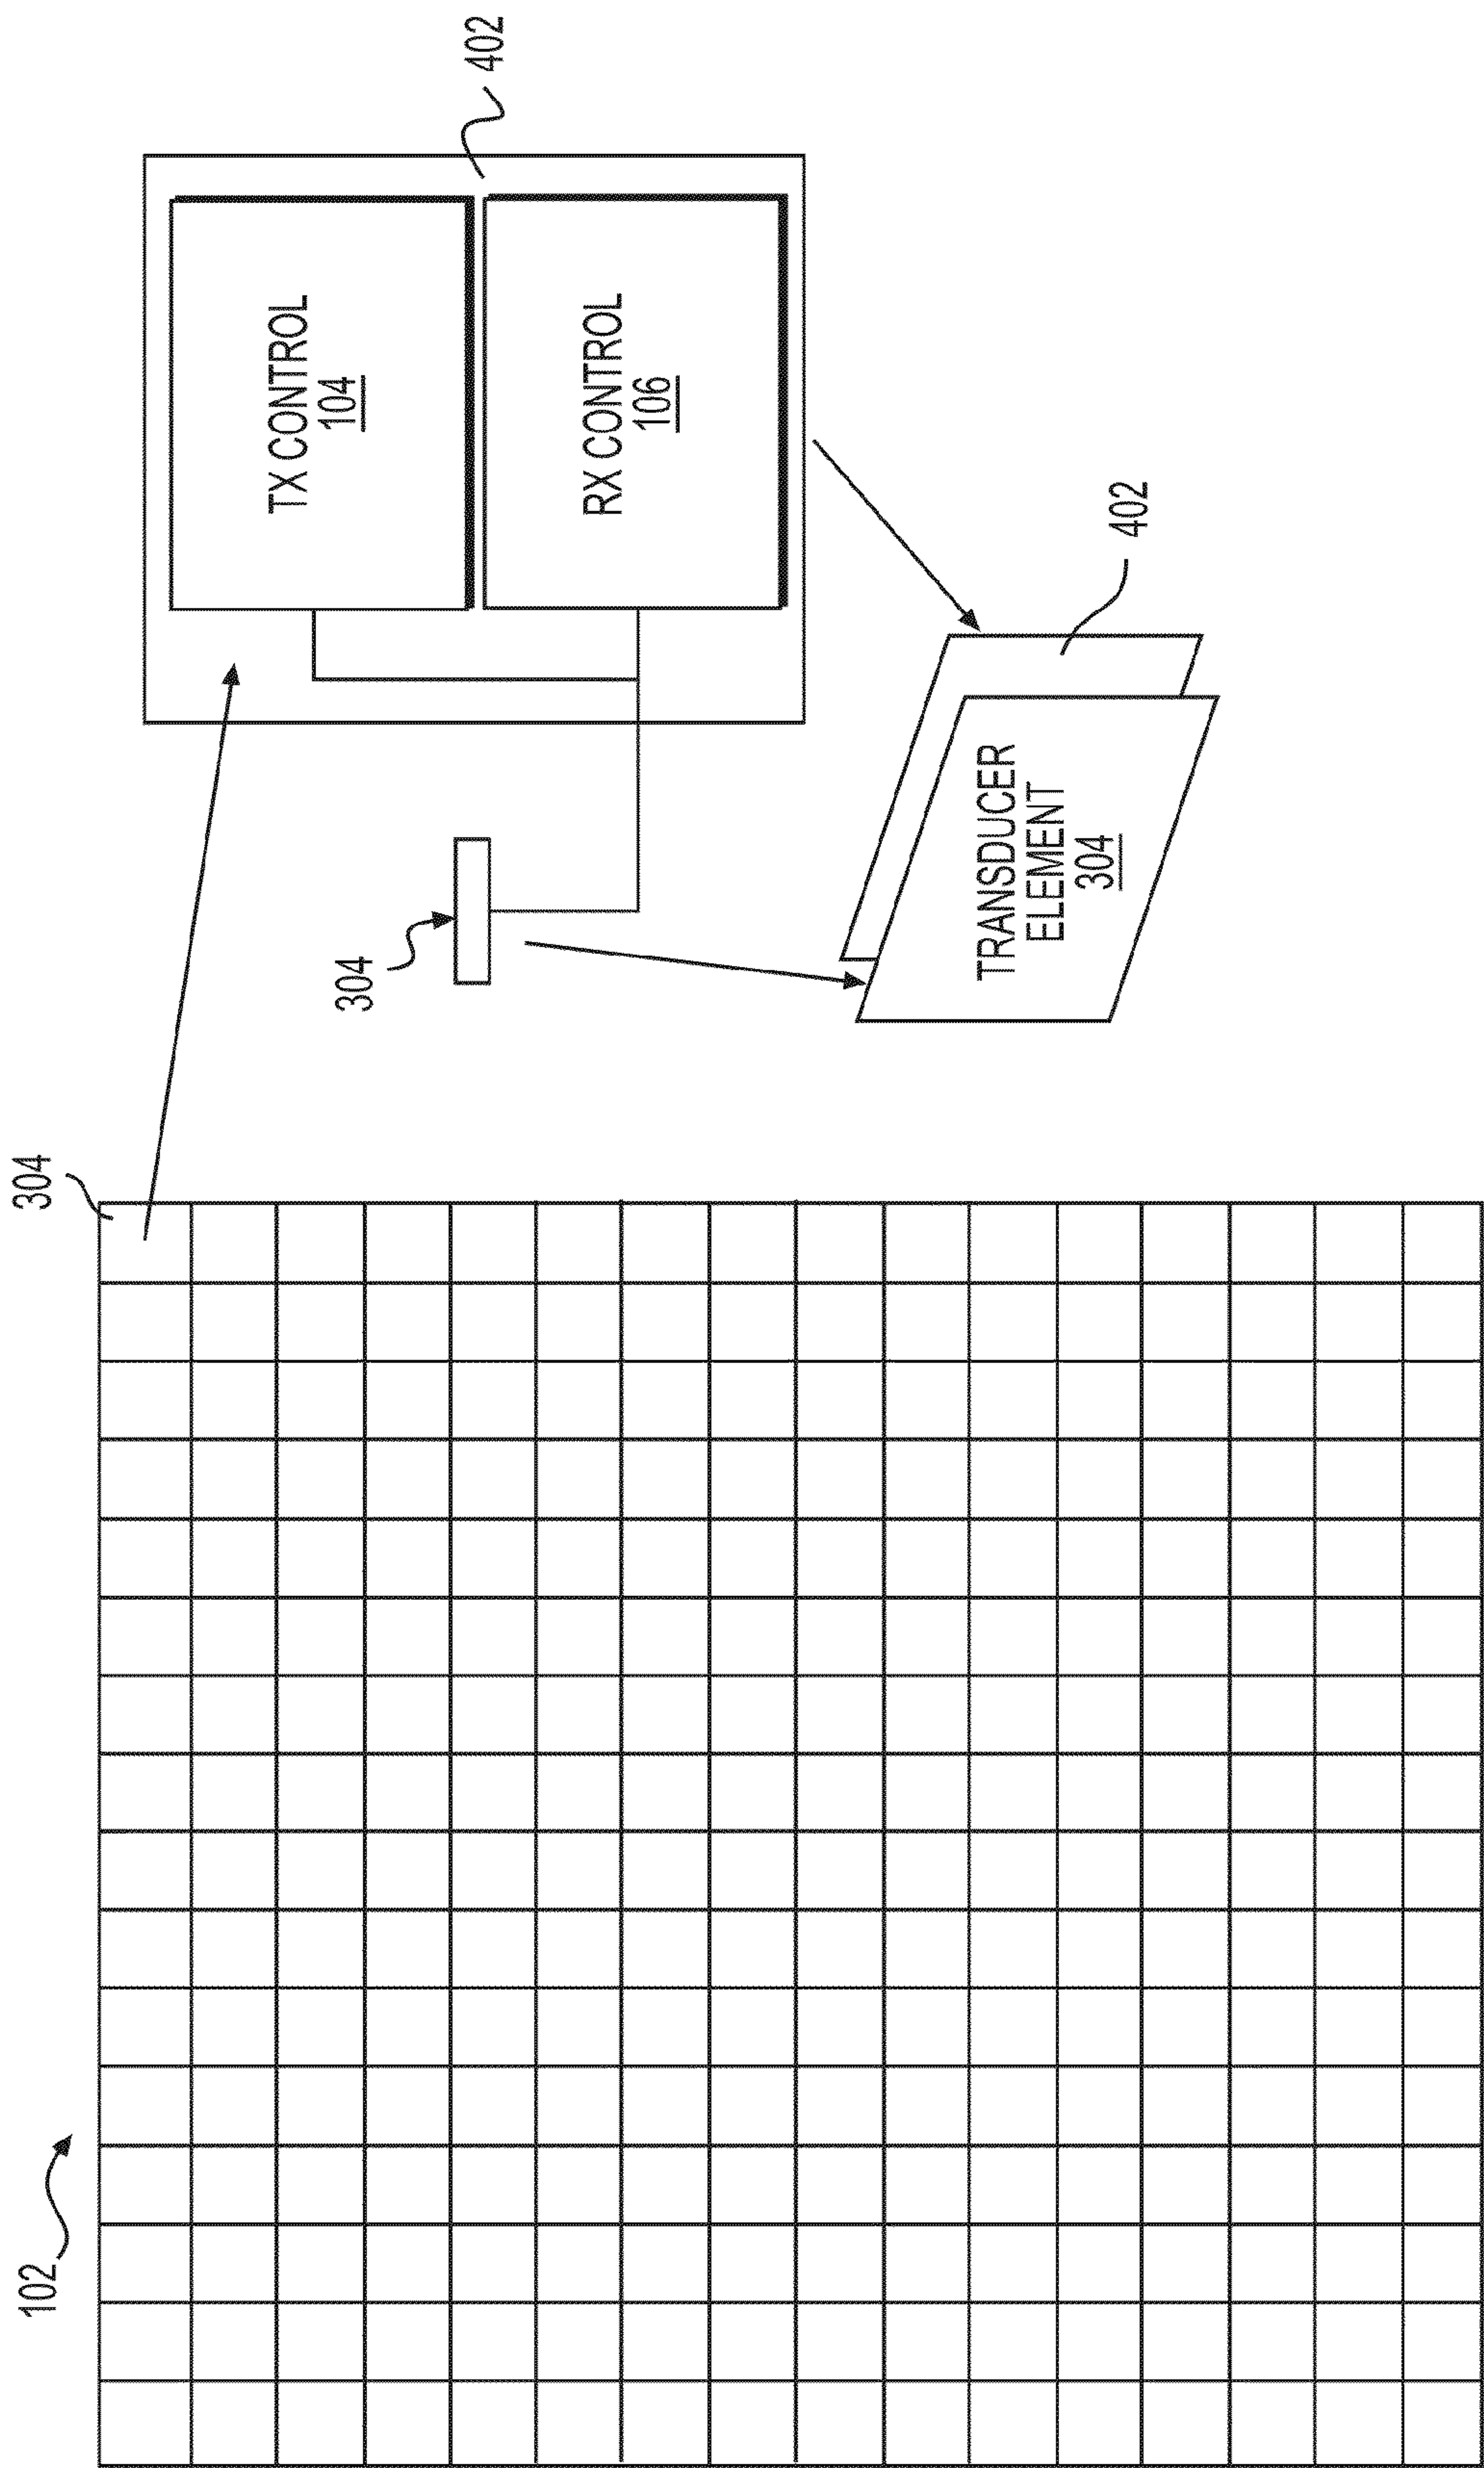 102
304
304
TX CONTROL
104
RX CONTROL
106
402
TRANSDUCER
ELEMENT
304
402